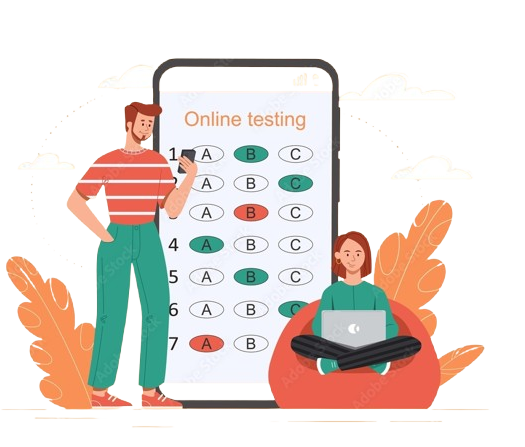 Online testing
1 A B C
A B C
A B C
4 A B C
5 A B C
6 A B C
7 A B